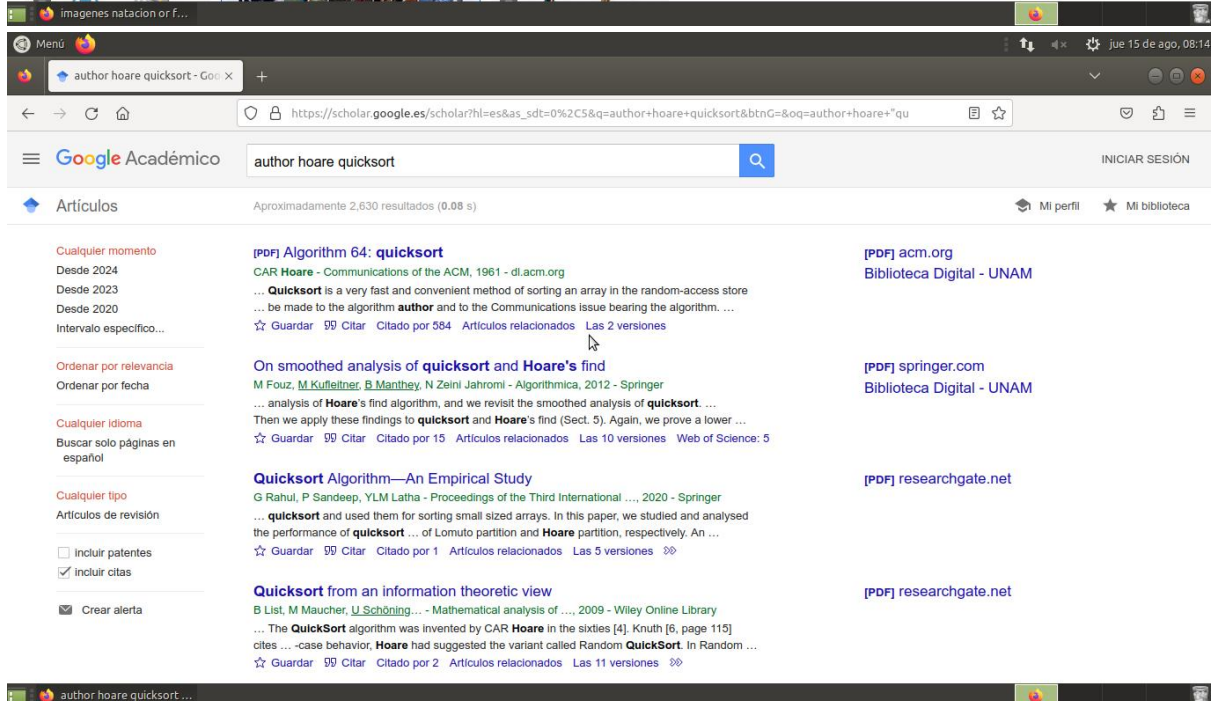 imagenes natacion or f...
Menú
jue 15 de ago, 08:14
author hoare quicksort - Goo
https://scholar.google.es/scholar?hl=es&as_sdt=0%2C5&q=author+hoare+quicksort&btnG=&oq=author+hoare+"qu
Google Académico
author hoare quicksort
INICIAR SESIÓN
Artículos
Aproximadamente 2,630 resultados (0.08 s)
Mi perfil
Mi biblioteca
Cualquier momento
Desde 2024
Desde 2023
Desde 2020
Intervalo específico...
Ordenar por relevancia
Ordenar por fecha
Cualquier idioma
Buscar solo páginas en
español
Cualquier tipo
Artículos de revisión
incluir patentes
incluir citas
Crear alerta
[PDF] Algorithm 64: quicksort
CAR Hoare - Communications of the ACM, 1961 - dl.acm.org
… Quicksort is a very fast and convenient method of sorting an array in the random-access store
… be made to the algorithm author and to the Communications issue bearing the algorithm. …
Guardar Citar Citado por 584 Artículos relacionados Las 2 versiones
[PDF] acm.org
Biblioteca Digital - UNAM
On smoothed analysis of quicksort and Hoare's find
M Fouz, M Kufleitner, B Manthey, N Zeini Jahromi - Algorithmica, 2012 - Springer
… analysis of Hoare's find algorithm, and we revisit the smoothed analysis of quicksort. …
Then we apply these findings to quicksort and Hoare's find (Sect. 5). Again, we prove a lower …
Guardar Citar Citado por 15 Artículos relacionados Las 10 versiones Web of Science: 5
[PDF] springer.com
Biblioteca Digital - UNAM
Quicksort Algorithm—An Empirical Study
G Rahul, P Sandeep, YLM Latha - Proceedings of the Third International …, 2020 - Springer
… quicksort and used them for sorting small sized arrays. In this paper, we studied and analysed
the performance of quicksort … of Lomuto partition and Hoare partition, respectively. An …
Guardar Citar Citado por 1 Artículos relacionados Las 5 versiones
[PDF] researchgate.net
Quicksort from an information theoretic view
B List, M Maucher, U Schöning… - Mathematical analysis of …, 2009 - Wiley Online Library
… The QuickSort algorithm was invented by CAR Hoare in the sixties [4]. Knuth [6, page 115]
cites … -case behavior, Hoare had suggested the variant called Random QuickSort. In Random …
Guardar Citar Citado por 2 Artículos relacionados Las 11 versiones
[PDF] researchgate.net
author hoare quicksort ...